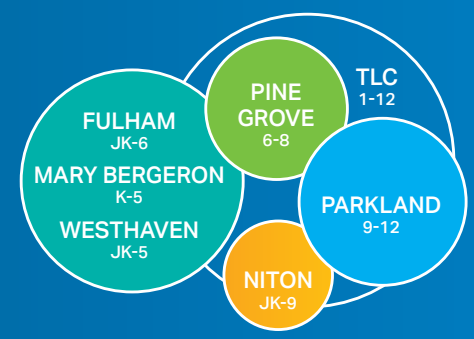 FULHAM
JK-6
MARY BERGERON
K-5
WESTHAVEN
JK-5
PINE
GROVE
6-8
TLC
1-12
PARKLAND
9-12
NITON
JK-9